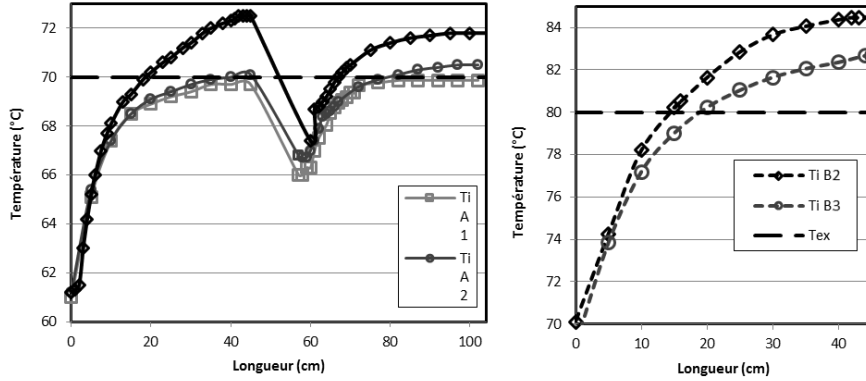 Température (°C)
72
70
68
66
64
62
60
0
20
40
60
80
100
Longueur (cm)
Ti
A
1
Ti
A
2
Température (°C)
84
82
80
78
76
74
72
70
0
10
20
30
40
Longueur (cm)
Ti B2
Ti B3
Tex